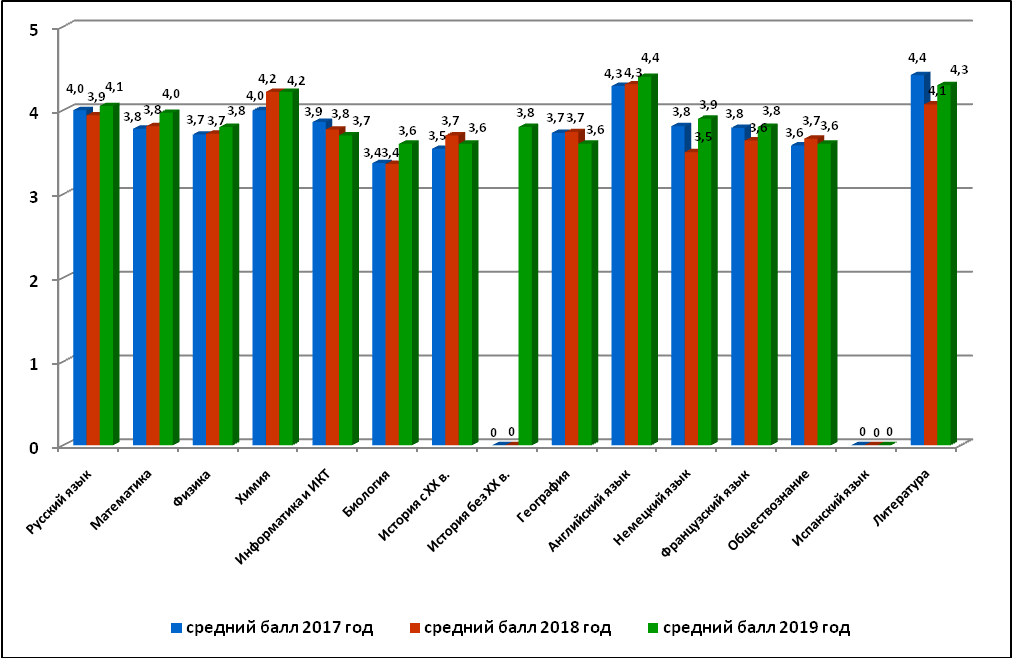 5
4
3
2
1
0
4,0 3,9 4,1
3,8 3,8 4,0
3,7 3,7 3,8
4,0 4,2 4,2
3,9 3,8 3,7
3,4 3,4 3,6
3,5 3,7 3,6
0 0 3,8
3,7 3,7 3,6
4,3 4,3 4,4
3,8 3,5 3,9
3,8 3,6 3,8
3,6 3,7 3,6
0 0 0
4,4 4,1 4,3
Русский язык
Математика
Физика
Химия
Информатика и ИКТ
Биология
История с XX в.
История без XX в.
География
Английский язык
Немецкий язык
Французский язык
Обществознание
Испанский язык
Литература
средний балл 2017 год
средний балл 2018 год
средний балл 2019 год